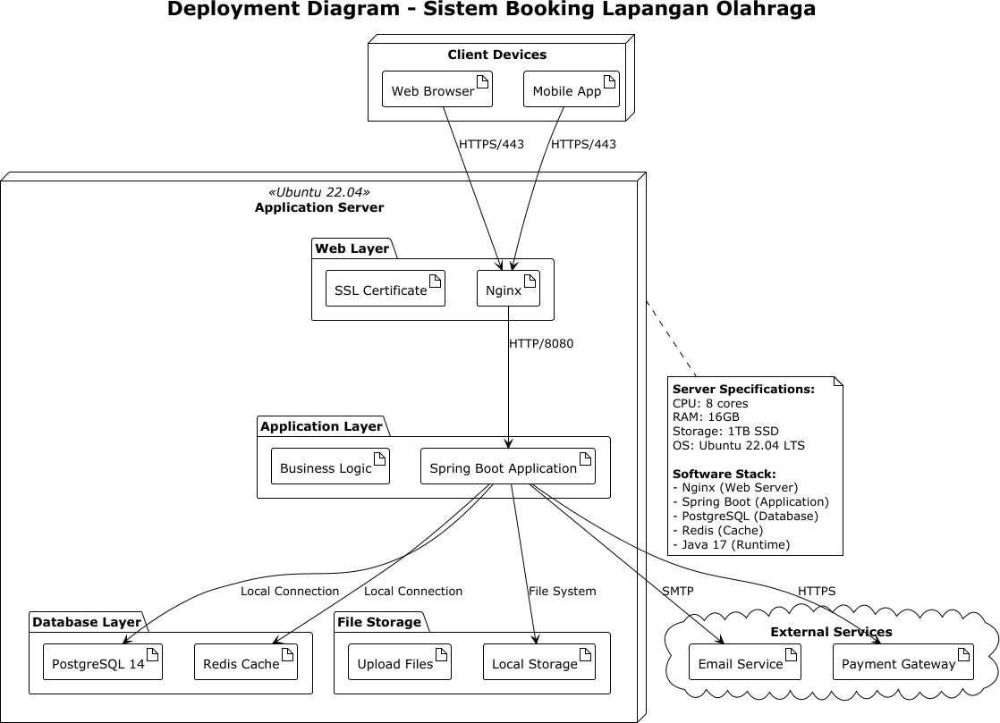 Deployment Diagram - Sistem Booking Lapangan Olahraga
Client Devices
Web Browser
Mobile App
HTTPS/443
HTTPS/443
«Ubuntu 22.04»
Application Server
Web Layer
SSL Certificate
Nginx
HTTP/8080
Server Specifications:
CPU: 8 cores
RAM: 16GB
Storage: 1TB SSD
OS: Ubuntu 22.04 LTS
Software Stack:
- Nginx (Web Server)
- Spring Boot (Application)
- PostgreSQL (Database)
- Redis (Cache)
- Java 17 (Runtime)
Application Layer
Business Logic
Spring Boot Application
Local Connection
Local Connection
File System
SMTP
HTTPS
Database Layer
PostgreSQL 14
Redis Cache
File Storage
Upload Files
Local Storage
External Services
Email Service
Payment Gateway